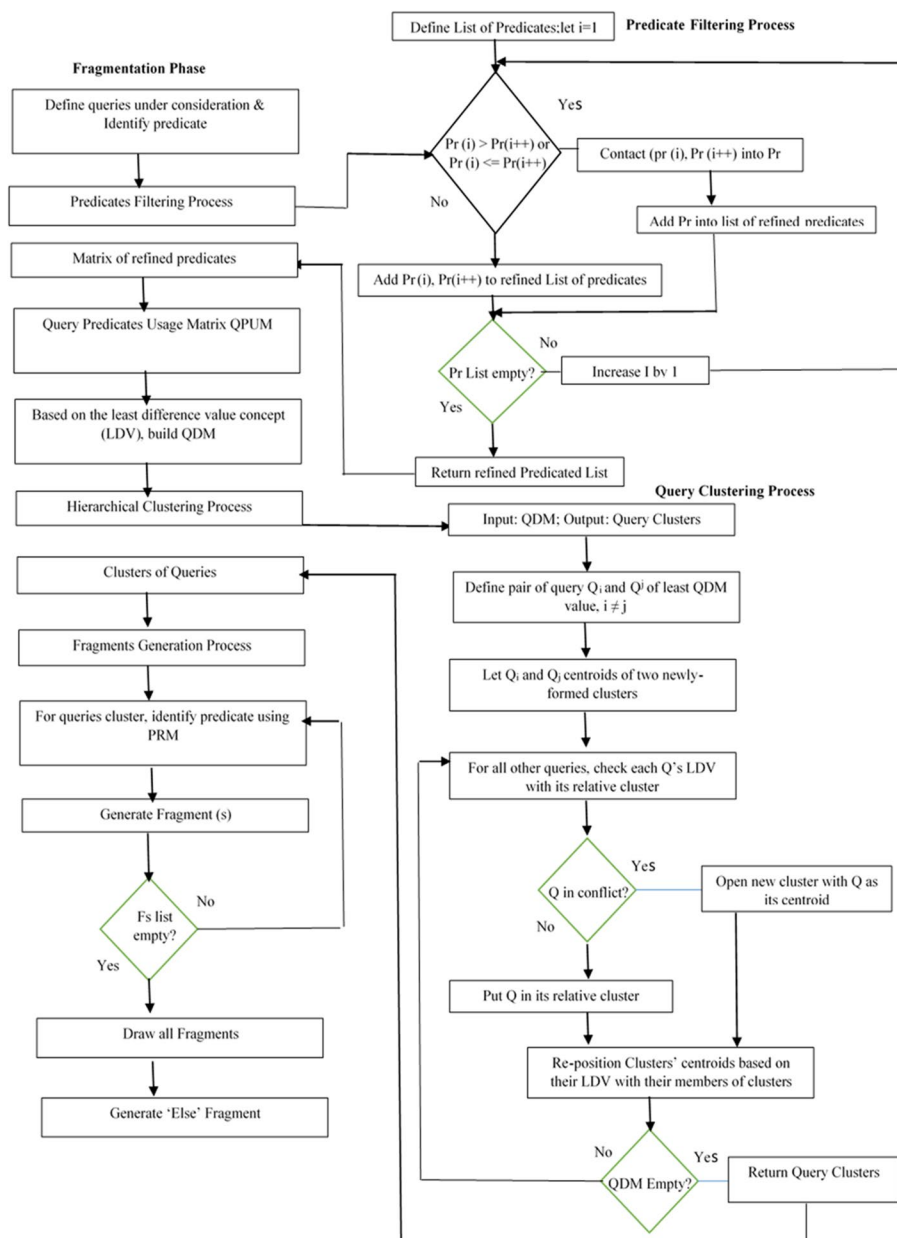 Fragmentation Phase
Define queries under consideration &
Identify predicate
Predicates Filtering Process
Matrix of refined predicates
Query Predicates Usage Matrix QPUM
Based on the least difference value concept
(LDV), build QDM
Hierarchical Clustering Process
Clusters of Queries
Fragments Generation Process
For queries cluster, identify predicate using
PRM
Generate Fragment (s)
Fs list
empty?
No
Yes
Draw all Fragments
Generate ‘Else’ Fragment
Predicate Filtering Process
Define List of Predicates;let i=1
Pr (i) > Pr(i++) or
Pr (i) <= Pr(i++)
Yes
No
Contact (pr (i), Pr (i++) into Pr
Add Pr into list of refined predicates
Add Pr (i), Pr(i++) to refined List of predicates
Pr List empty?
No
Yes
Increase I by 1
Return refined Predicated List
Query Clustering Process
Input: QDM; Output: Query Clusters
Define pair of query Qᵢ and Qʲ of least QDM
value, i ≠ j
Let Qᵢ and Qⱼ centroids of two newly-
formed clusters
For all other queries, check each Q’s LDV
with its relative cluster
Q in conflict?
Yes
No
Open new cluster with Q as
its centroid
Put Q in its relative cluster
Re-position Clusters’ centroids based on
their LDV with their members of clusters
QDM Empty?
No
Yes
Return Query Clusters